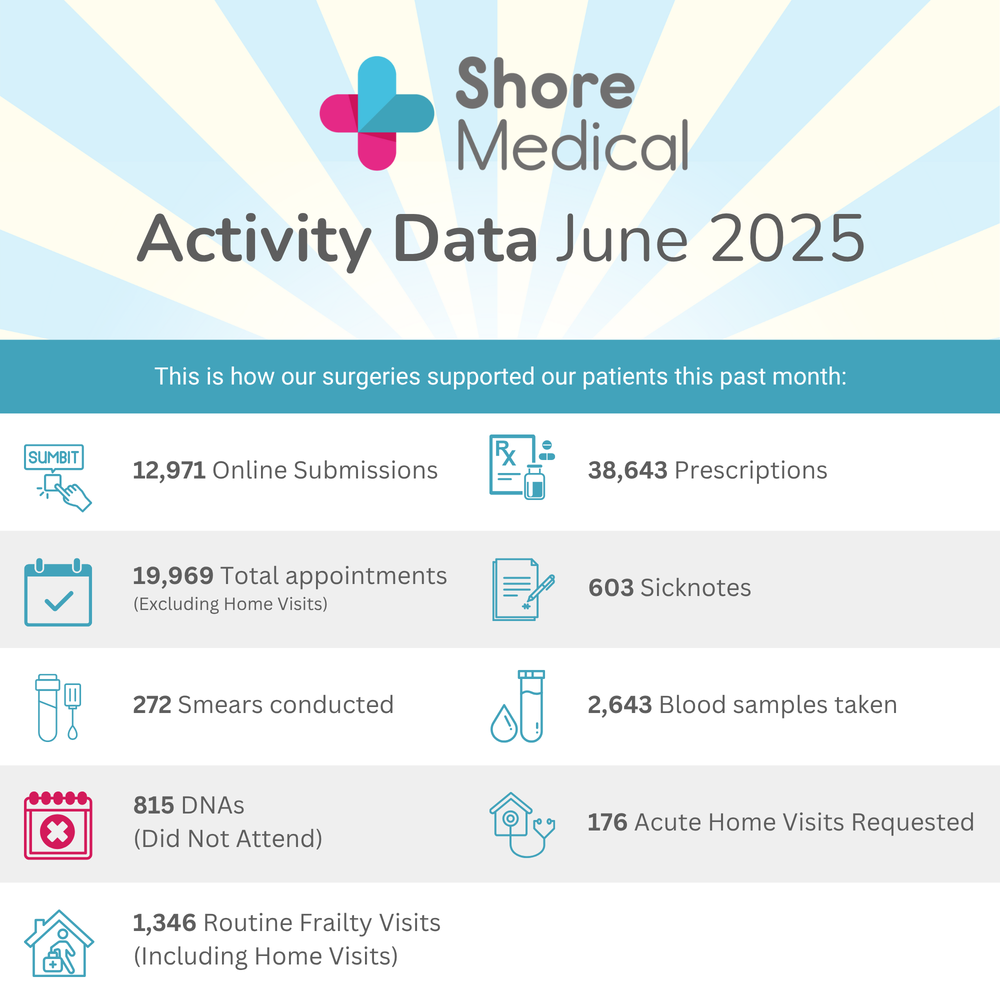 Shore
Medical
Activity Data June 2025
This is how our surgeries supported our patients this past month:
SUMBIT
12,971 Online Submissions
Rx
38,643 Prescriptions
19,969 Total appointments
(Excluding Home Visits)
603 Sicknotes
272 Smears conducted
2,643 Blood samples taken
815 DNAs
(Did Not Attend)
176 Acute Home Visits Requested
1,346 Routine Frailty Visits
(Including Home Visits)